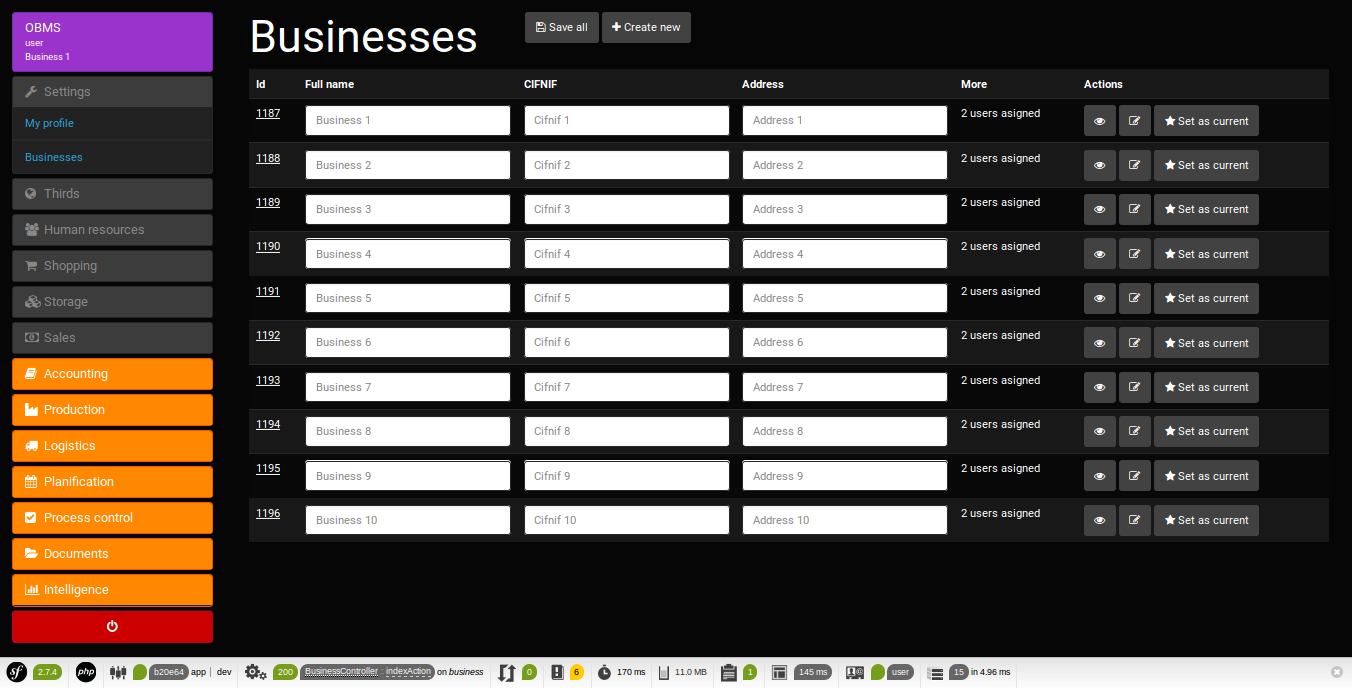 OBMS
user
Business 1
Settings
My profile
Businesses
Thirds
Human resources
Shopping
Storage
Sales
Accounting
Production
Logistics
Planification
Process control
Documents
Intelligence
Businesses
Save all
Create new
Id Full name CIFNIF Address More Actions
1187 Business 1 Cifnif 1 Address 1 2 users asigned Set as current
1188 Business 2 Cifnif 2 Address 2 2 users asigned Set as current
1189 Business 3 Cifnif 3 Address 3 2 users asigned Set as current
1190 Business 4 Cifnif 4 Address 4 2 users asigned Set as current
1191 Business 5 Cifnif 5 Address 5 2 users asigned Set as current
1192 Business 6 Cifnif 6 Address 6 2 users asigned Set as current
1193 Business 7 Cifnif 7 Address 7 2 users asigned Set as current
1194 Business 8 Cifnif 8 Address 8 2 users asigned Set as current
1195 Business 9 Cifnif 9 Address 9 2 users asigned Set as current
1196 Business 10 Cifnif 10 Address 10 2 users asigned Set as current
sf 2.7.4 php b20e64 app | dev 200 BusinessController :: indexAction on business 0 6 170 ms 11.0 MB 1 145 ms user 15 in 4.96 ms